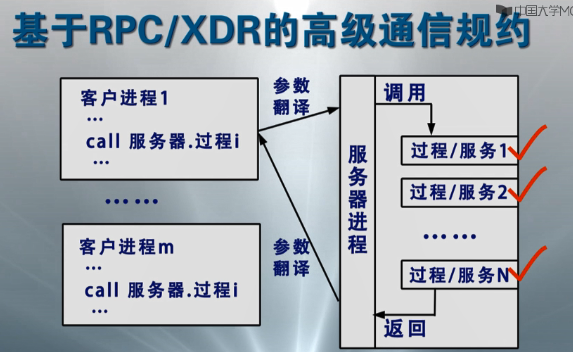 中国大学MO
基于RPC/XDR的高级通信规约
客户进程1
...
call 服务器.过程i
...
……
客户进程m
...
call 服务器.过程i
...
参数
翻译
参数
翻译
服务器进程
调用
过程/服务1
过程/服务2
……
过程/服务N
返回